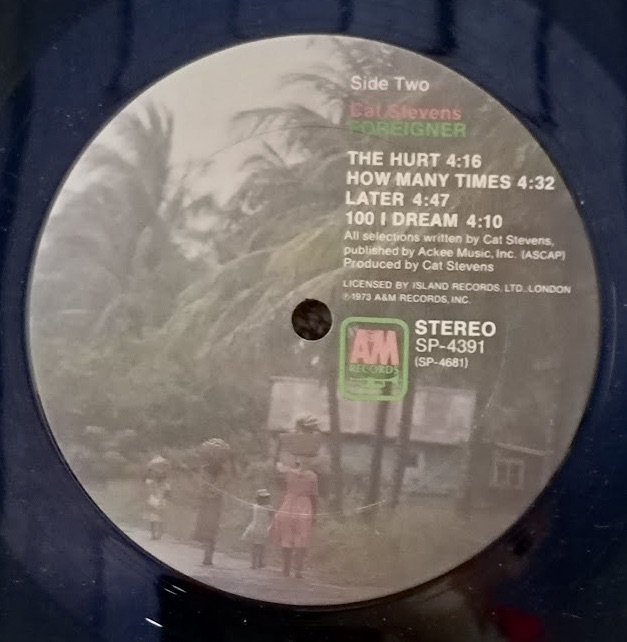 Side Two
Cat Stevens
FOREIGNER
THE HURT 4:16
HOW MANY TIMES 4:32
LATER 4:47
100 I DREAM 4:10
All selections written by Cat Stevens,
published by Ackee Music, Inc. (ASCAP)
Produced by Cat Stevens
LICENSED BY ISLAND RECORDS, LTD., LONDON
℗1973 A&M RECORDS, INC.
A&M
RECORDS
STEREO
SP-4391
(SP-4681)